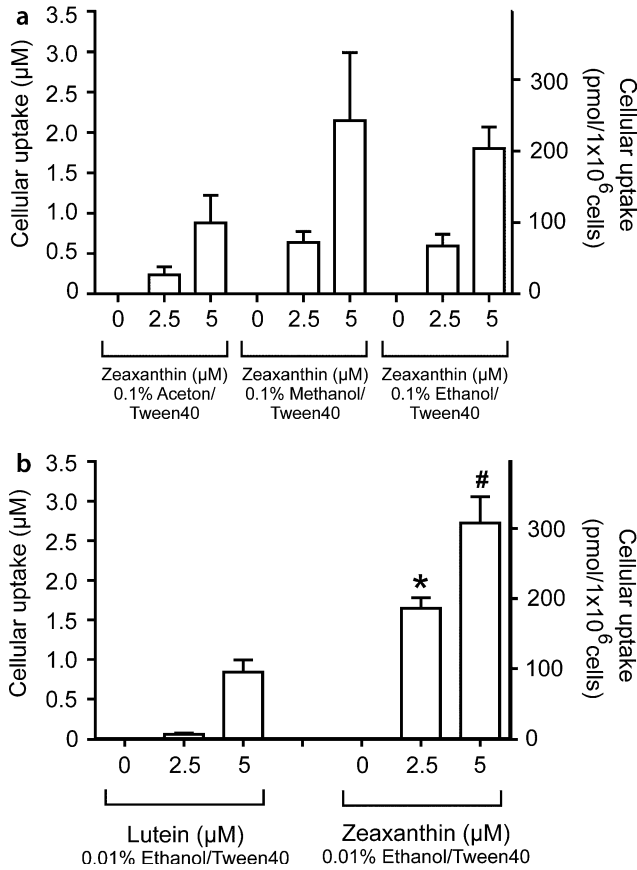 a
Cellular uptake (µM)
3.5
3.0
2.5
2.0
1.5
1.0
0.5
0
300
200
100
0
Cellular uptake
(pmol/1x10⁶cells)
0 2.5 5 0 2.5 5 0 2.5 5
Zeaxanthin (µM) Zeaxanthin (µM) Zeaxanthin (µM)
0.1% Aceton/ 0.1% Methanol/ 0.1% Ethanol/
Tween40 Tween40 Tween40
b
Cellular uptake (µM)
3.5
3.0
2.5
2.0
1.5
1.0
0.5
0
*
#
300
200
100
0
Cellular uptake
(pmol/1x10⁶cells)
0 2.5 5 0 2.5 5
Lutein (µM) Zeaxanthin (µM)
0.01% Ethanol/Tween40 0.01% Ethanol/Tween40